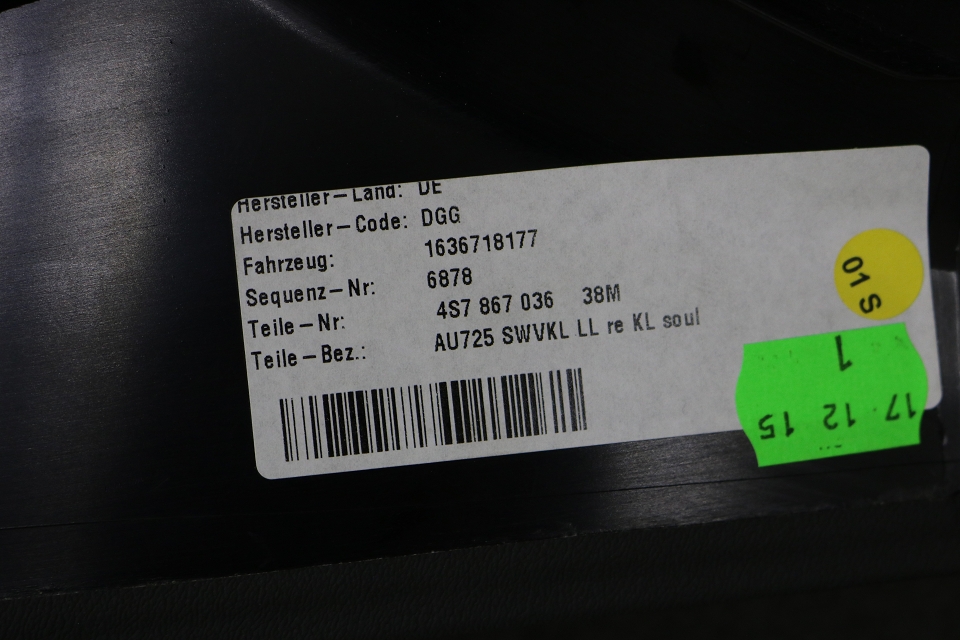 Hersteller-Land: DE
Hersteller-Code: DGG
Fahrzeug: 1636718177
Sequenz-Nr: 6878
Teile-Nr: 4S7 867 036 38M
Teile-Bez.: AU725 SWVKL LL re KL soul
01 S
1
17 12 15